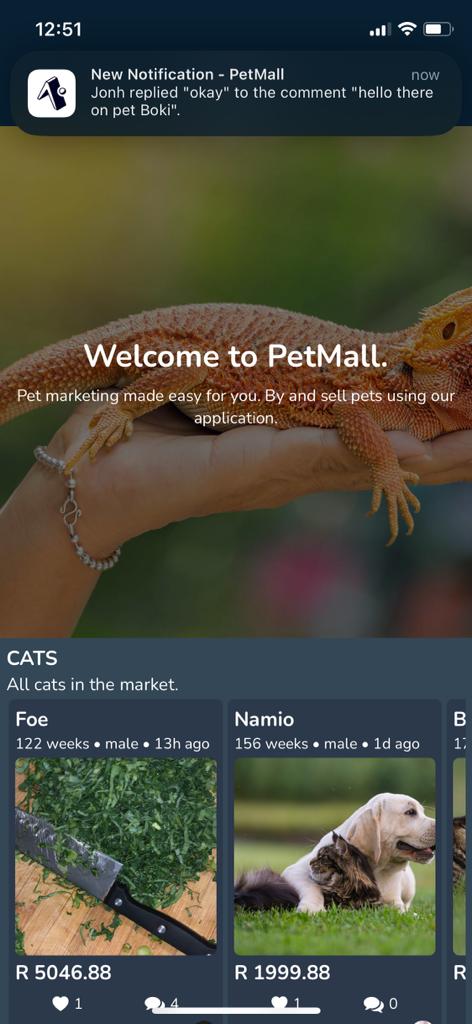 12:51
New Notification - PetMall
now
Jonh replied "okay" to the comment "hello there
on pet Boki".
Welcome to PetMall.
Pet marketing made easy for you. By and sell pets using our
application.
CATS
All cats in the market.
Foe
122 weeks • male • 13h ago
R 5046.88
1
4
Namio
156 weeks • male • 1d ago
R 1999.88
1
0
B
17
R